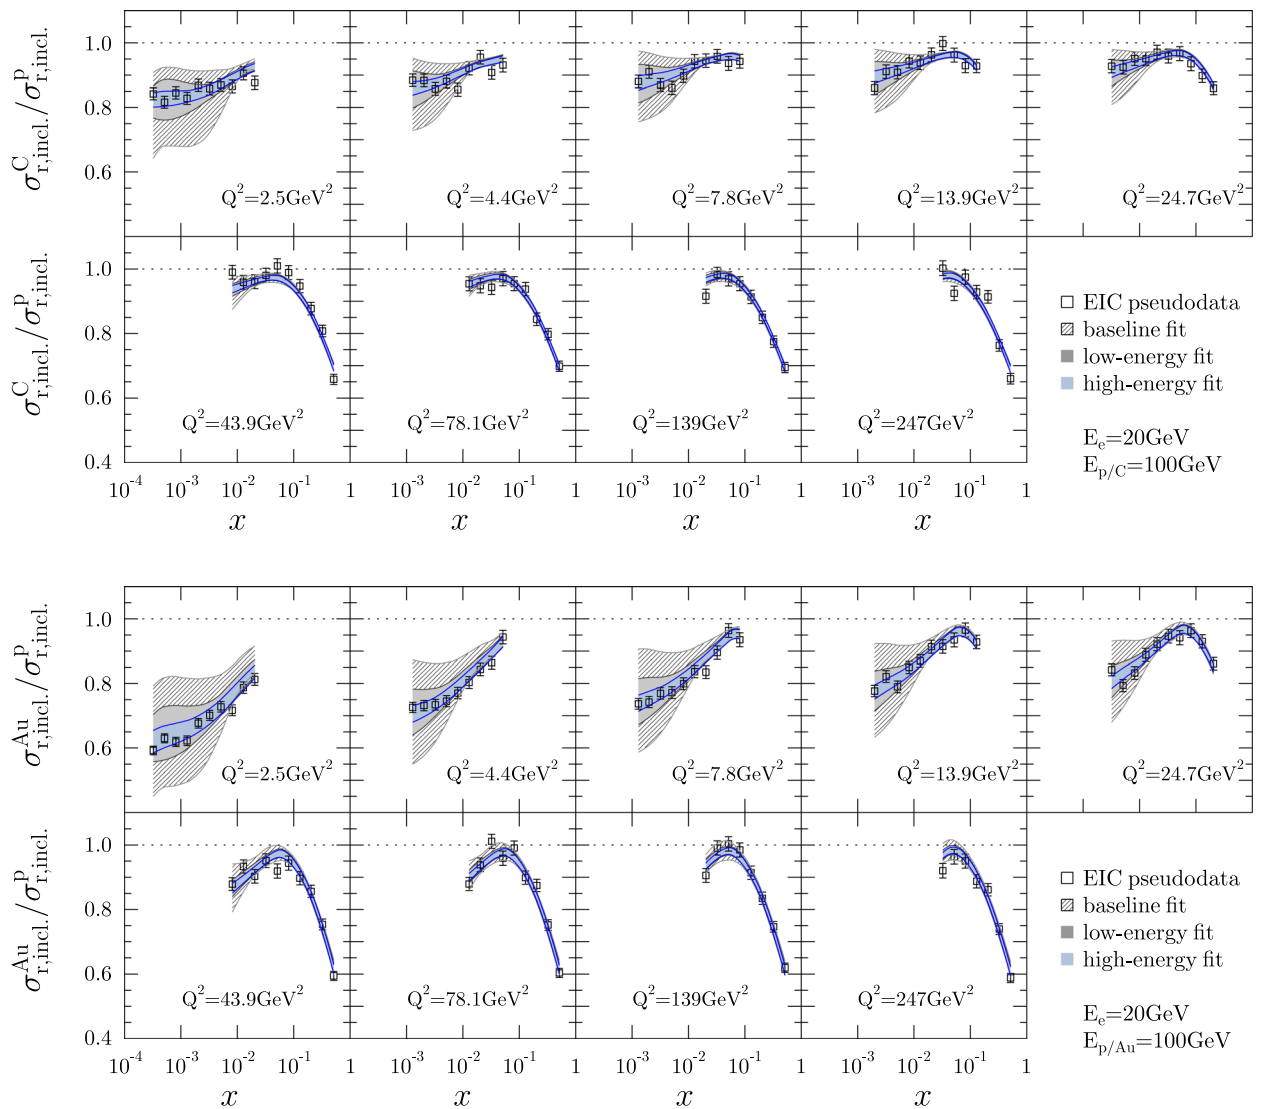 σ^C_r,incl./σ^p_r,incl.
1.0
0.8
0.6
Q²=2.5GeV²
Q²=4.4GeV²
Q²=7.8GeV²
Q²=13.9GeV²
Q²=24.7GeV²
σ^C_r,incl./σ^p_r,incl.
1.0
0.8
0.6
0.4
Q²=43.9GeV²
Q²=78.1GeV²
Q²=139GeV²
Q²=247GeV²
EIC pseudodata
baseline fit
low-energy fit
high-energy fit
E_e=20GeV
E_p/C=100GeV
10⁻⁴ 10⁻³ 10⁻² 10⁻¹ 1 10⁻³ 10⁻² 10⁻¹ 1 10⁻³ 10⁻² 10⁻¹ 1 10⁻³ 10⁻² 10⁻¹ 1
x x x x
σ^Au_r,incl./σ^p_r,incl.
1.0
0.8
0.6
Q²=2.5GeV²
Q²=4.4GeV²
Q²=7.8GeV²
Q²=13.9GeV²
Q²=24.7GeV²
σ^Au_r,incl./σ^p_r,incl.
1.0
0.8
0.6
0.4
Q²=43.9GeV²
Q²=78.1GeV²
Q²=139GeV²
Q²=247GeV²
EIC pseudodata
baseline fit
low-energy fit
high-energy fit
E_e=20GeV
E_p/Au=100GeV
10⁻⁴ 10⁻³ 10⁻² 10⁻¹ 1 10⁻³ 10⁻² 10⁻¹ 1 10⁻³ 10⁻² 10⁻¹ 1 10⁻³ 10⁻² 10⁻¹ 1
x x x x